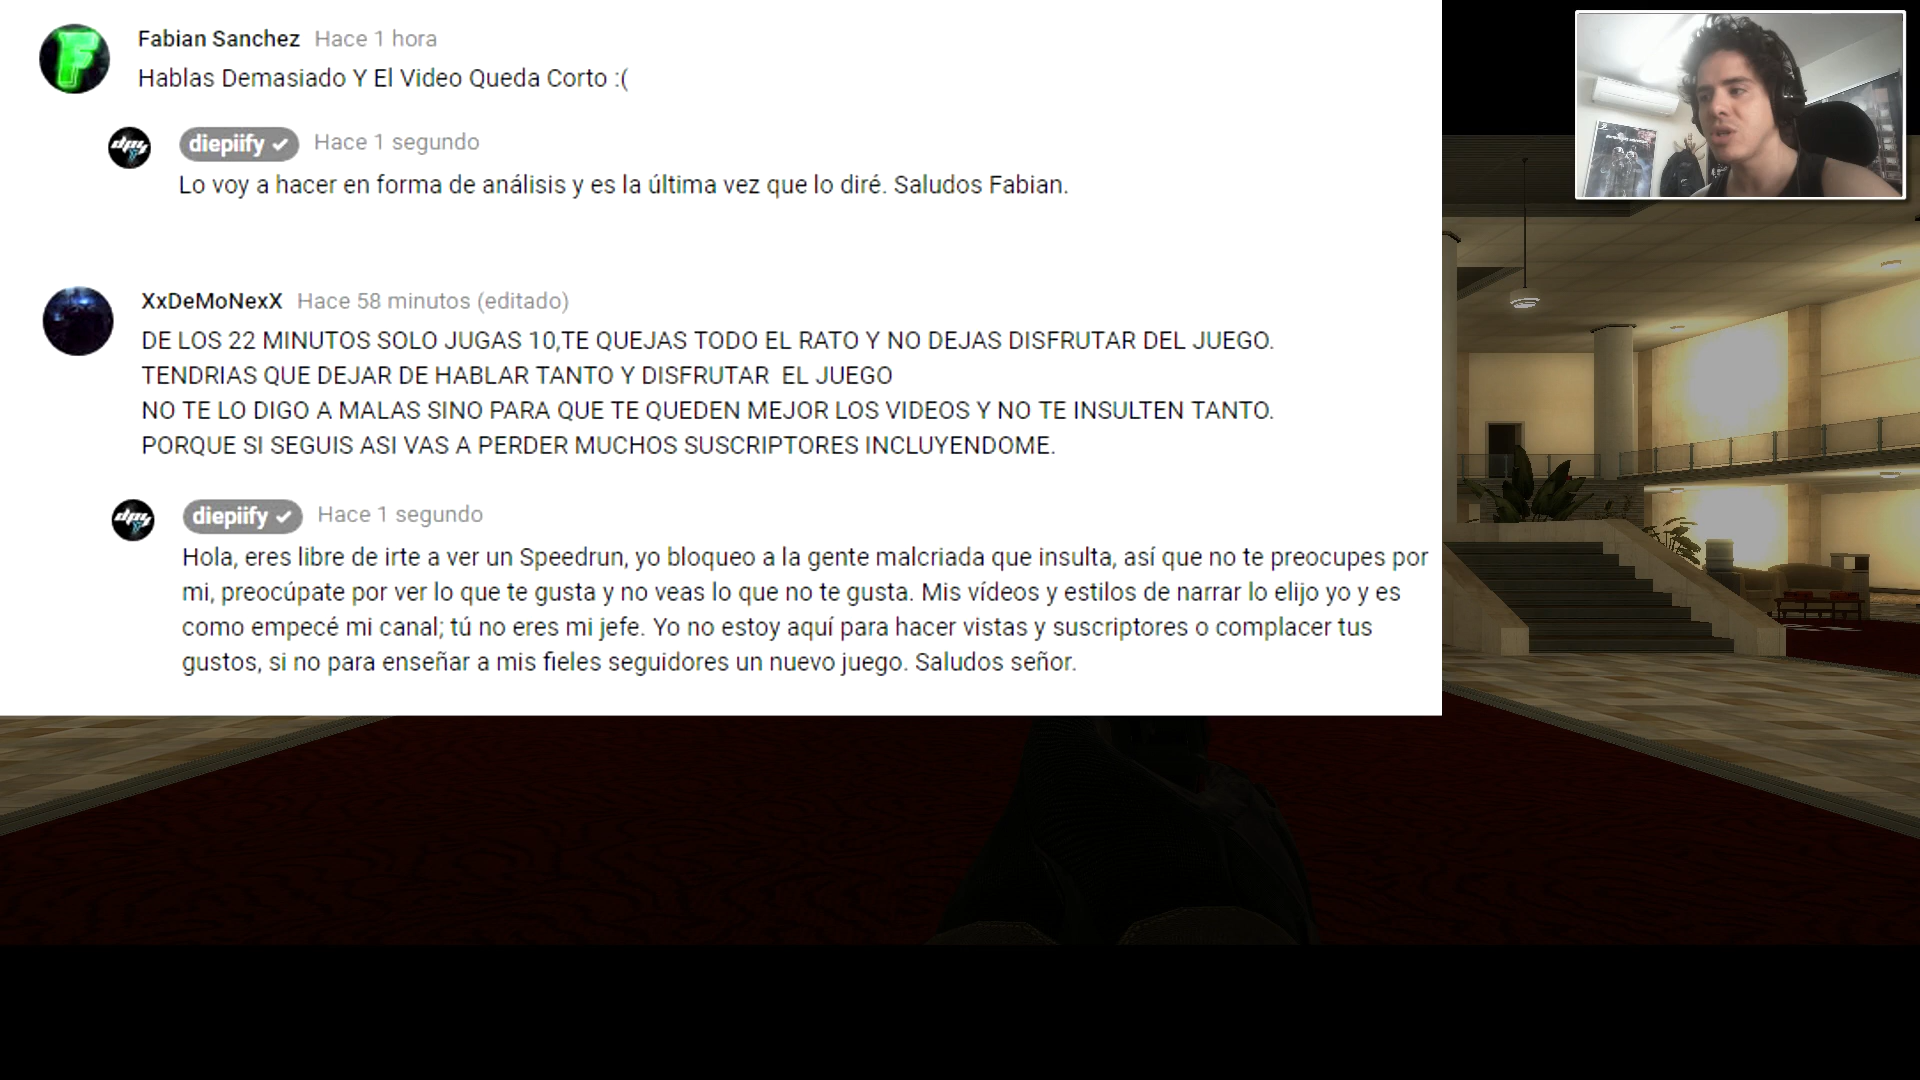 Fabian Sanchez Hace 1 hora
Hablas Demasiado Y El Video Queda Corto :(
diepiify Hace 1 segundo
Lo voy a hacer en forma de análisis y es la última vez que lo diré. Saludos Fabian.
XxDeMoNexX Hace 58 minutos (editado)
DE LOS 22 MINUTOS SOLO JUGAS 10,TE QUEJAS TODO EL RATO Y NO DEJAS DISFRUTAR DEL JUEGO.
TENDRIAS QUE DEJAR DE HABLAR TANTO Y DISFRUTAR EL JUEGO
NO TE LO DIGO A MALAS SINO PARA QUE TE QUEDEN MEJOR LOS VIDEOS Y NO TE INSULTEN TANTO.
PORQUE SI SEGUIS ASI VAS A PERDER MUCHOS SUSCRIPTORES INCLUYENDOME.
diepiify Hace 1 segundo
Hola, eres libre de irte a ver un Speedrun, yo bloqueo a la gente malcriada que insulta, así que no te preocupes por
mi, preocúpate por ver lo que te gusta y no veas lo que no te gusta. Mis vídeos y estilos de narrar lo elijo yo y es
como empecé mi canal; tú no eres mi jefe. Yo no estoy aquí para hacer vistas y suscriptores o complacer tus
gustos, si no para enseñar a mis fieles seguidores un nuevo juego. Saludos señor.